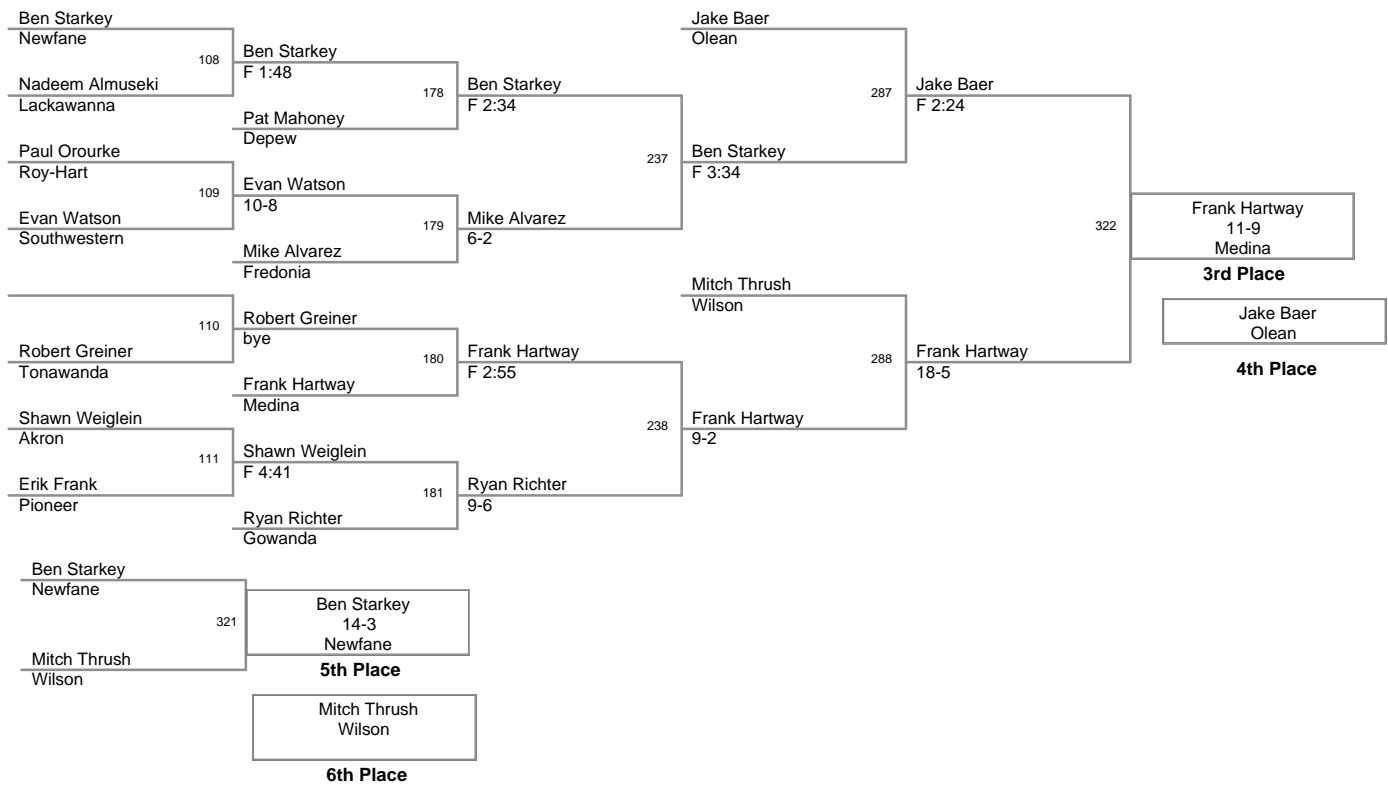 Ben Starkey
Newfane
108
Nadeem Almuseki
Lackawanna
Paul Orourke
Roy-Hart
109
Evan Watson
Southwestern
110
Robert Greiner
Tonawanda
Shawn Weiglein
Akron
111
Erik Frank
Pioneer
Ben Starkey
F 1:48
178
Pat Mahoney
Depew
Evan Watson
10-8
179
Mike Alvarez
Fredonia
Robert Greiner
bye
180
Frank Hartway
Medina
Shawn Weiglein
F 4:41
181
Ryan Richter
Gowanda
Ben Starkey
F 2:34
237
Mike Alvarez
6-2
Frank Hartway
F 2:55
238
Ryan Richter
9-6
Jake Baer
Olean
287
Ben Starkey
F 3:34
Mitch Thrush
Wilson
288
Frank Hartway
9-2
Jake Baer
F 2:24
322
Frank Hartway
18-5
Frank Hartway
11-9
Medina
3rd Place
Jake Baer
Olean
4th Place
Ben Starkey
Newfane
321
Mitch Thrush
Wilson
Ben Starkey
14-3
Newfane
5th Place
Mitch Thrush
Wilson
6th Place